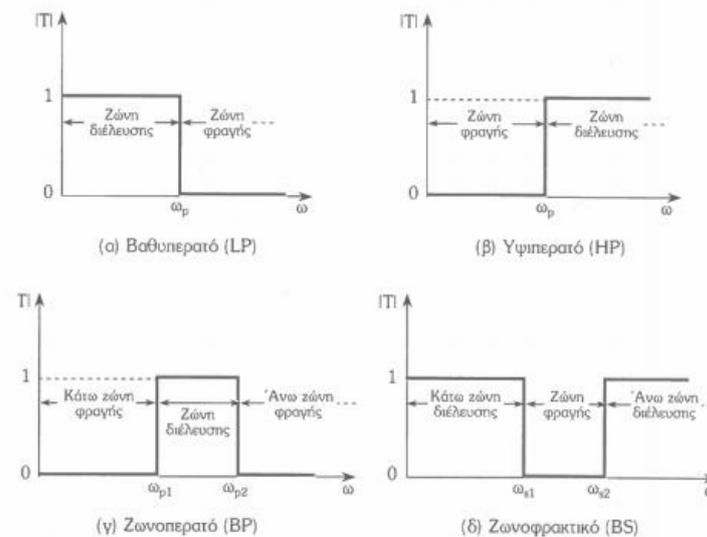 |T|
1
Ζώνη
διέλευσης
Ζώνη
φραγής
0
ωp
ω
(α) Βαθυπερατό (LP)
|T|
1
Ζώνη
φραγής
Ζώνη
διέλευσης
0
ωp
ω
(β) Υψιπερατό (HP)
T|
1
Κάτω ζώνη
φραγής
Ζώνη
διέλευσης
Άνω ζώνη
φραγής
0
ωp1
ωp2
ω
(γ) Ζωνοπερατό (BP)
|T|
1
Κάτω ζώνη
διέλευσης
Ζώνη
φραγής
Άνω ζώνη
διέλευσης
0
ωs1
ωs2
(δ) Ζωνοφρακτικό (BS)